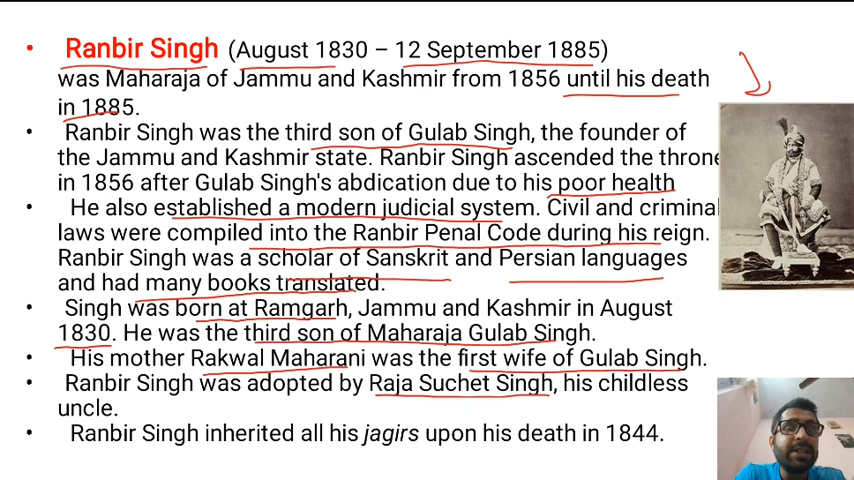 • Ranbir Singh (August 1830 – 12 September 1885)
was Maharaja of Jammu and Kashmir from 1856 until his death
in 1885.
• Ranbir Singh was the third son of Gulab Singh, the founder of
the Jammu and Kashmir state. Ranbir Singh ascended the throne
in 1856 after Gulab Singh's abdication due to his poor health
• He also established a modern judicial system. Civil and criminal
laws were compiled into the Ranbir Penal Code during his reign.
Ranbir Singh was a scholar of Sanskrit and Persian languages
and had many books translated.
• Singh was born at Ramgarh, Jammu and Kashmir in August
1830. He was the third son of Maharaja Gulab Singh.
• His mother Rakwal Maharani was the first wife of Gulab Singh.
• Ranbir Singh was adopted by Raja Suchet Singh, his childless
uncle.
• Ranbir Singh inherited all his jagirs upon his death in 1844.